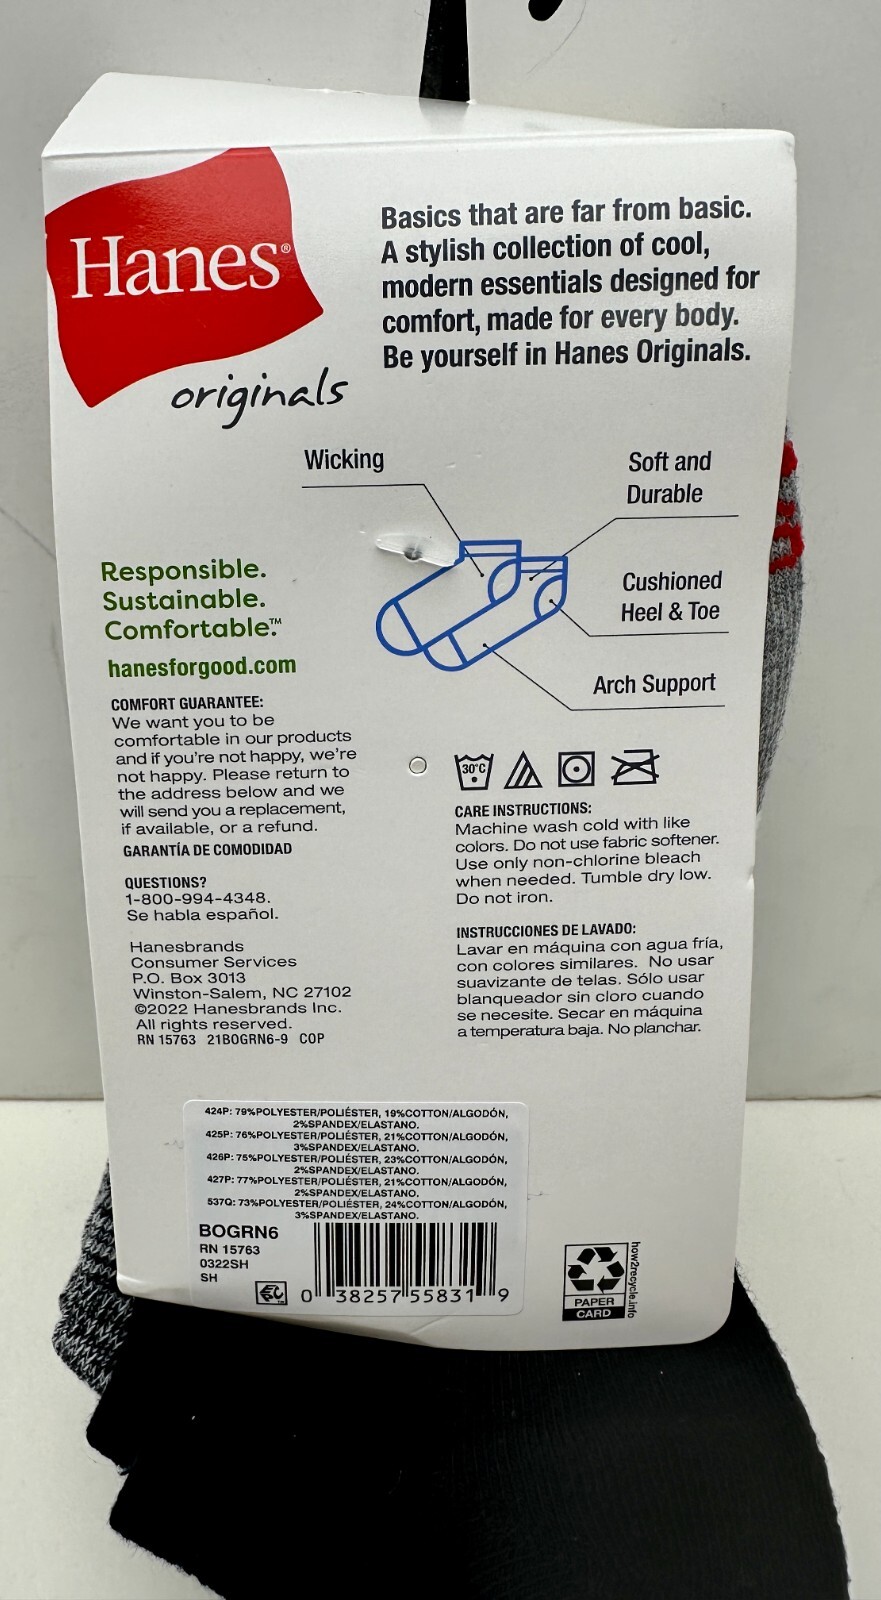 Hanes®
originals
Basics that are far from basic.
A stylish collection of cool,
modern essentials designed for
comfort, made for every body.
Be yourself in Hanes Originals.
Wicking
Soft and
Durable
Cushioned
Heel & Toe
Arch Support
Responsible.
Sustainable.
Comfortable.™
hanesforgood.com
COMFORT GUARANTEE:
We want you to be
comfortable in our products
and if you're not happy, we're
not happy. Please return to
the address below and we
will send you a replacement,
if available, or a refund.
GARANTÍA DE COMODIDAD
QUESTIONS?
1-800-994-4348.
Se habla español.
Hanesbrands
Consumer Services
P.O. Box 3013
Winston-Salem, NC 27102
©2022 Hanesbrands Inc.
All rights reserved.
RN 15763 21BOGRN6-9 COP
30°C
CARE INSTRUCTIONS:
Machine wash cold with like
colors. Do not use fabric softener.
Use only non-chlorine bleach
when needed. Tumble dry low.
Do not iron.
INSTRUCCIONES DE LAVADO:
Lavar en máquina con agua fría,
con colores similares. No usar
suavizante de telas. Sólo usar
blanqueador sin cloro cuando
se necesite. Secar en máquina
a temperatura baja. No planchar.
424P: 79%POLYESTER/POLIÉSTER, 19%COTTON/ALGODÓN,
2%SPANDEX/ELASTANO.
425P: 76%POLYESTER/POLIÉSTER, 21%COTTON/ALGODÓN,
3%SPANDEX/ELASTANO.
426P: 75%POLYESTER/POLIÉSTER, 23%COTTON/ALGODÓN,
2%SPANDEX/ELASTANO.
427P: 77%POLYESTER/POLIÉSTER, 21%COTTON/ALGODÓN,
2%SPANDEX/ELASTANO.
537Q: 73%POLYESTER/POLIÉSTER, 24%COTTON/ALGODÓN,
3%SPANDEX/ELASTANO.
BOGRN6
RN 15763
0322SH
SH
0 38257 55831 9
PAPER
CARD
how2recycle.info